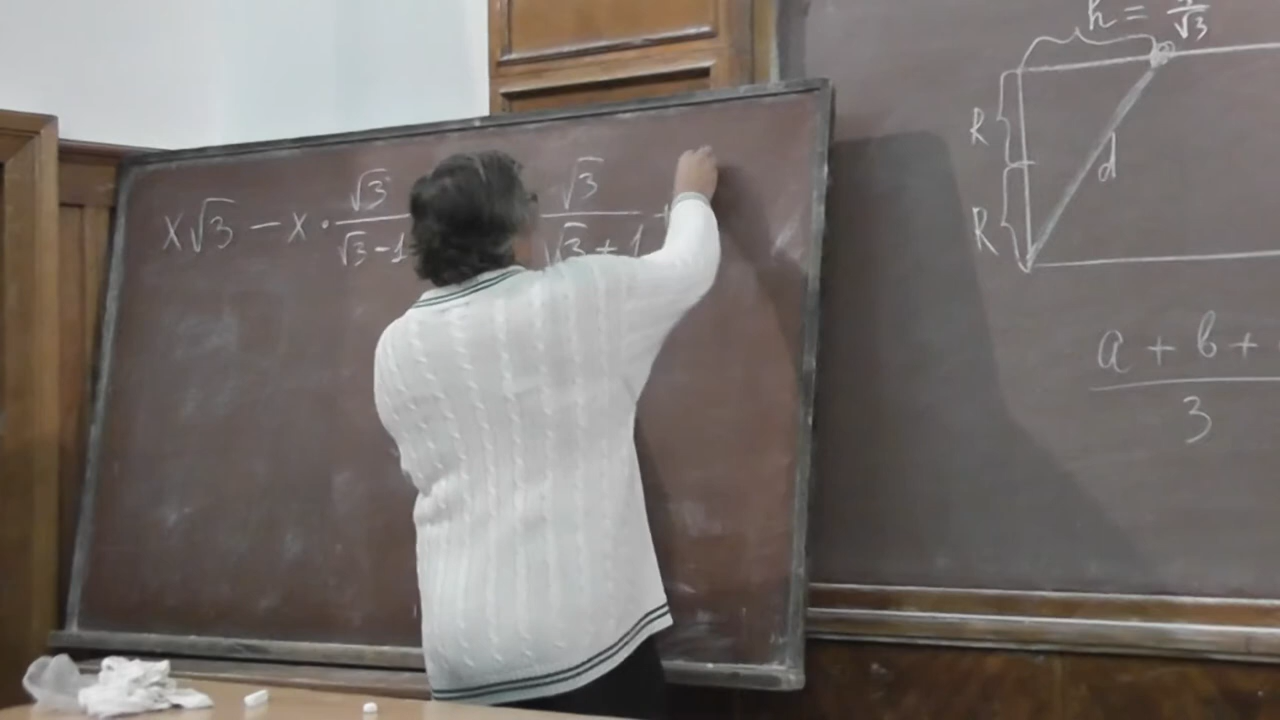 x√3 − x · √3/(√3−1) √3/(√3+1)
h = /√3
R
d
R
a + b +
3